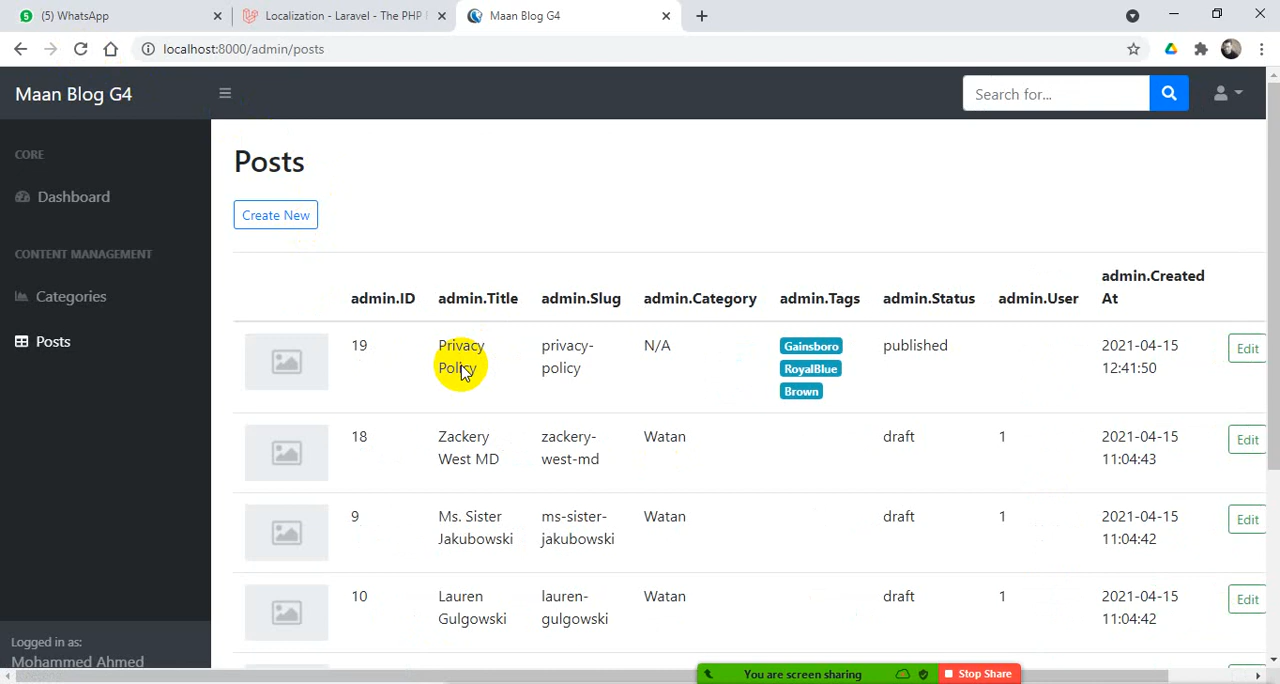 (5) WhatsApp
Localization - Laravel - The PHP
Maan Blog G4
localhost:8000/admin/posts
Maan Blog G4
Search for...
CORE
Dashboard
CONTENT MANAGEMENT
Categories
Posts
Logged in as:
Mohammed Ahmed
Posts
Create New
admin.ID admin.Title admin.Slug admin.Category admin.Tags admin.Status admin.User admin.Created
At
19 Privacy privacy- N/A Gainsboro published 2021-04-15 Edit
Policy policy RoyalBlue 12:41:50
Brown
18 Zackery zackery- Watan draft 1 2021-04-15 Edit
West MD west-md 11:04:43
9 Ms. Sister ms-sister- Watan draft 1 2021-04-15 Edit
Jakubowski jakubowski 11:04:42
10 Lauren lauren- Watan draft 1 2021-04-15 Edit
Gulgowski gulgowski 11:04:42
You are screen sharing Stop Share